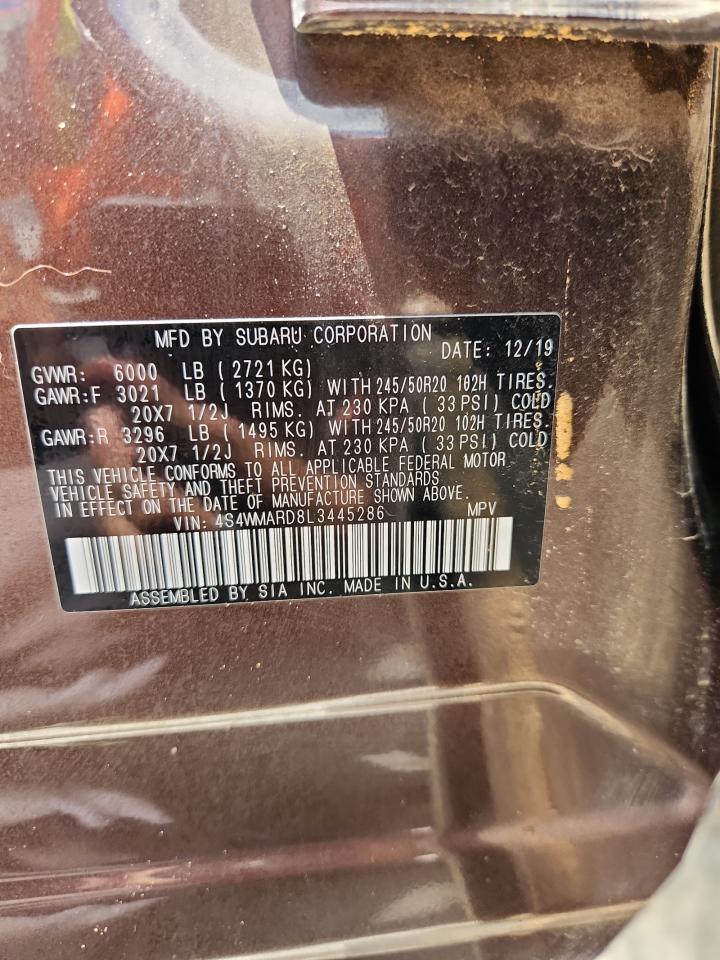 MFD BY SUBARU CORPORATION
DATE: 12/19
GVWR: 6000 LB ( 2721 KG)
GAWR:F 3021 LB ( 1370 KG) WITH 245/50R20 102H TIRES.
20X7 1/2J RIMS. AT 230 KPA ( 33 PSI) COLD
GAWR:R 3296 LB ( 1495 KG) WITH 245/50R20 102H TIRES.
20X7 1/2J RIMS. AT 230 KPA ( 33 PSI) COLD
THIS VEHICLE CONFORMS TO ALL APPLICABLE FEDERAL MOTOR
VEHICLE SAFETY AND THEFT PREVENTION STANDARDS
IN EFFECT ON THE DATE OF MANUFACTURE SHOWN ABOVE.
VIN: 4S4WMARD8L3445286 MPV
ASSEMBLED BY SIA INC. MADE IN U.S.A.